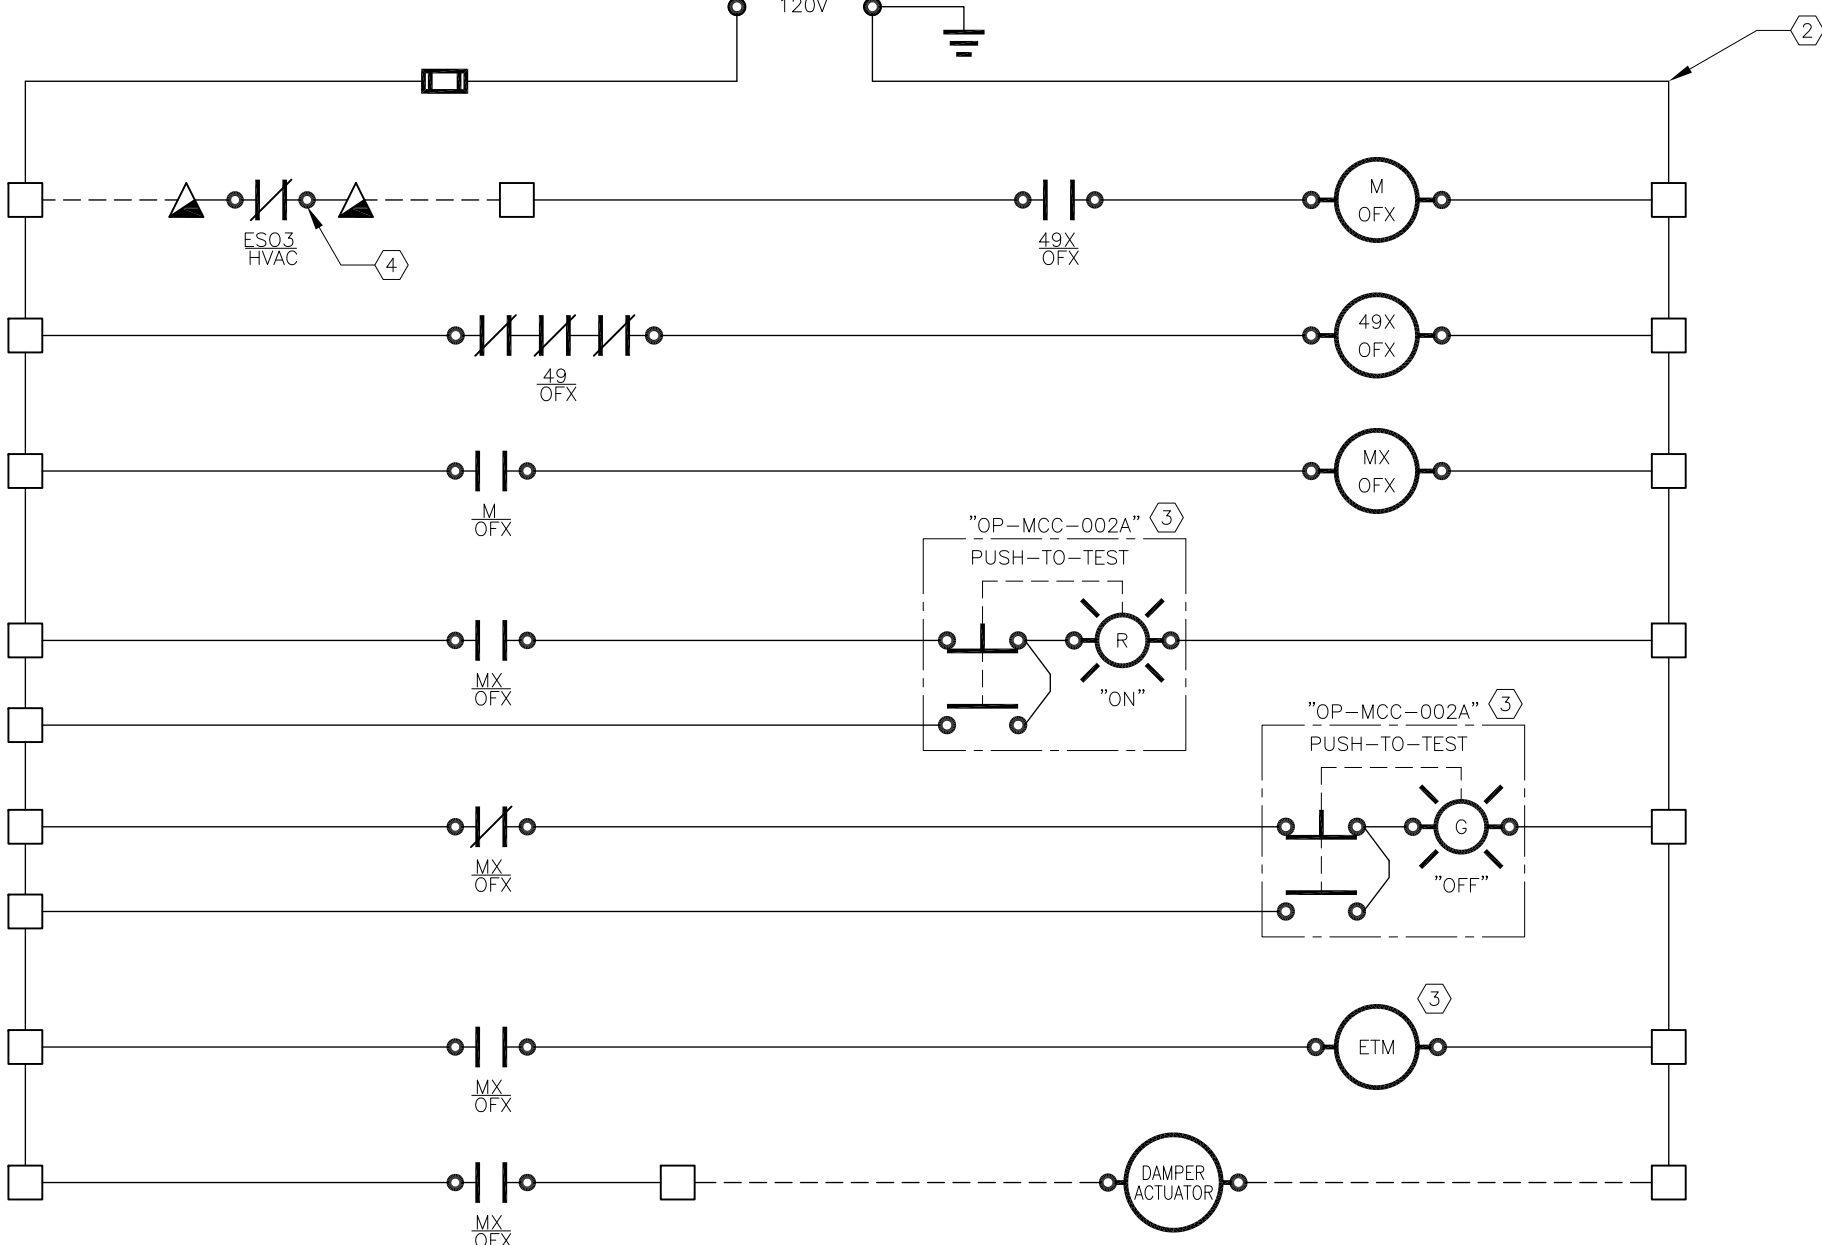 120V
2
M
OFX
ES03
HVAC
4
49X
OFX
49X
OFX
49
OFX
MX
OFX
M
OFX
"OP-MCC-002A" 3
PUSH-TO-TEST
R
"ON"
MX
OFX
"OP-MCC-002A" 3
PUSH-TO-TEST
G
"OFF"
MX
OFX
3
ETM
MX
OFX
DAMPER
ACTUATOR
MX
OFX